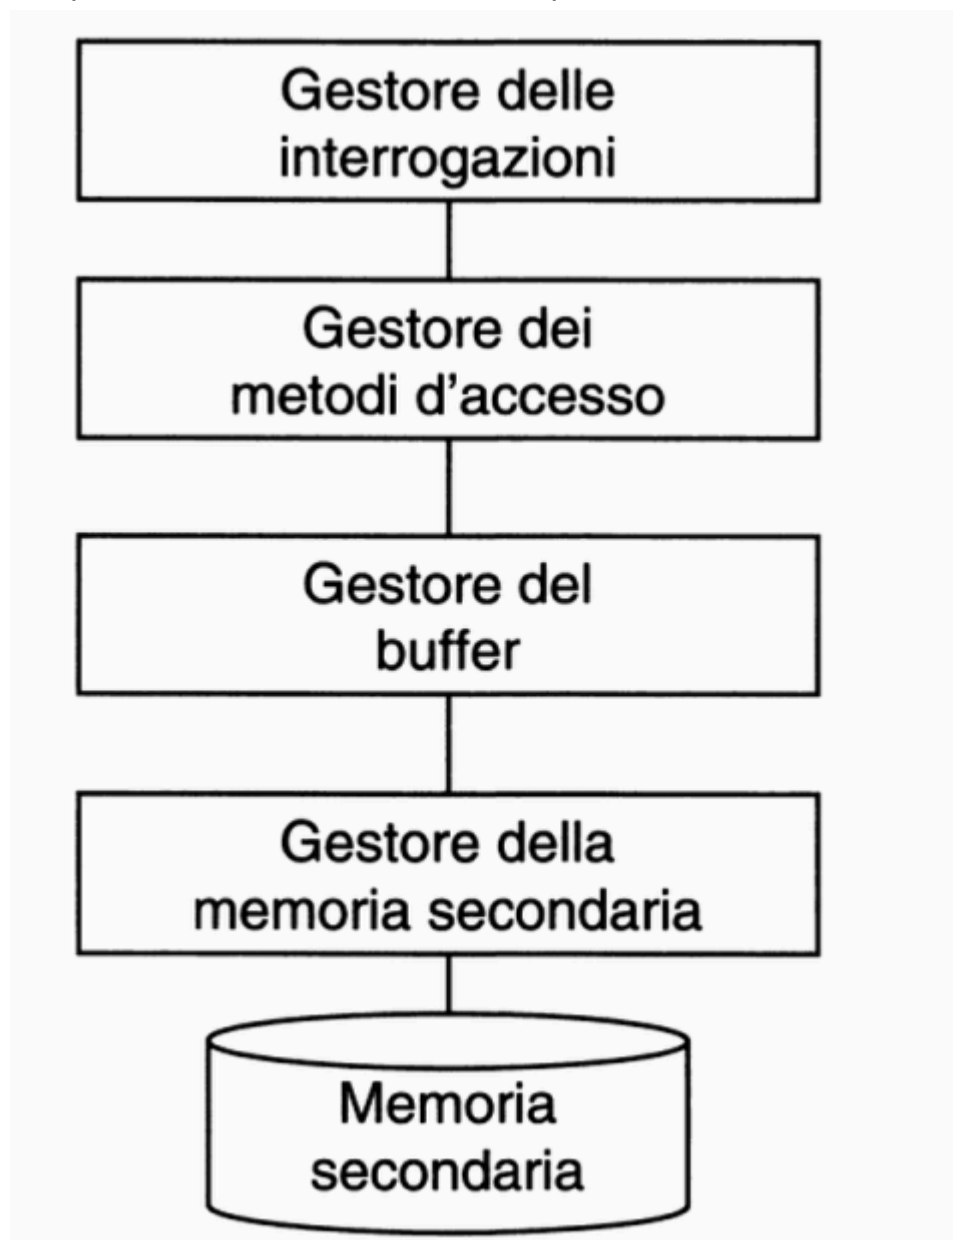 Gestore delle
interrogazioni
Gestore dei
metodi d'accesso
Gestore del
buffer
Gestore della
memoria secondaria
Memoria
secondaria